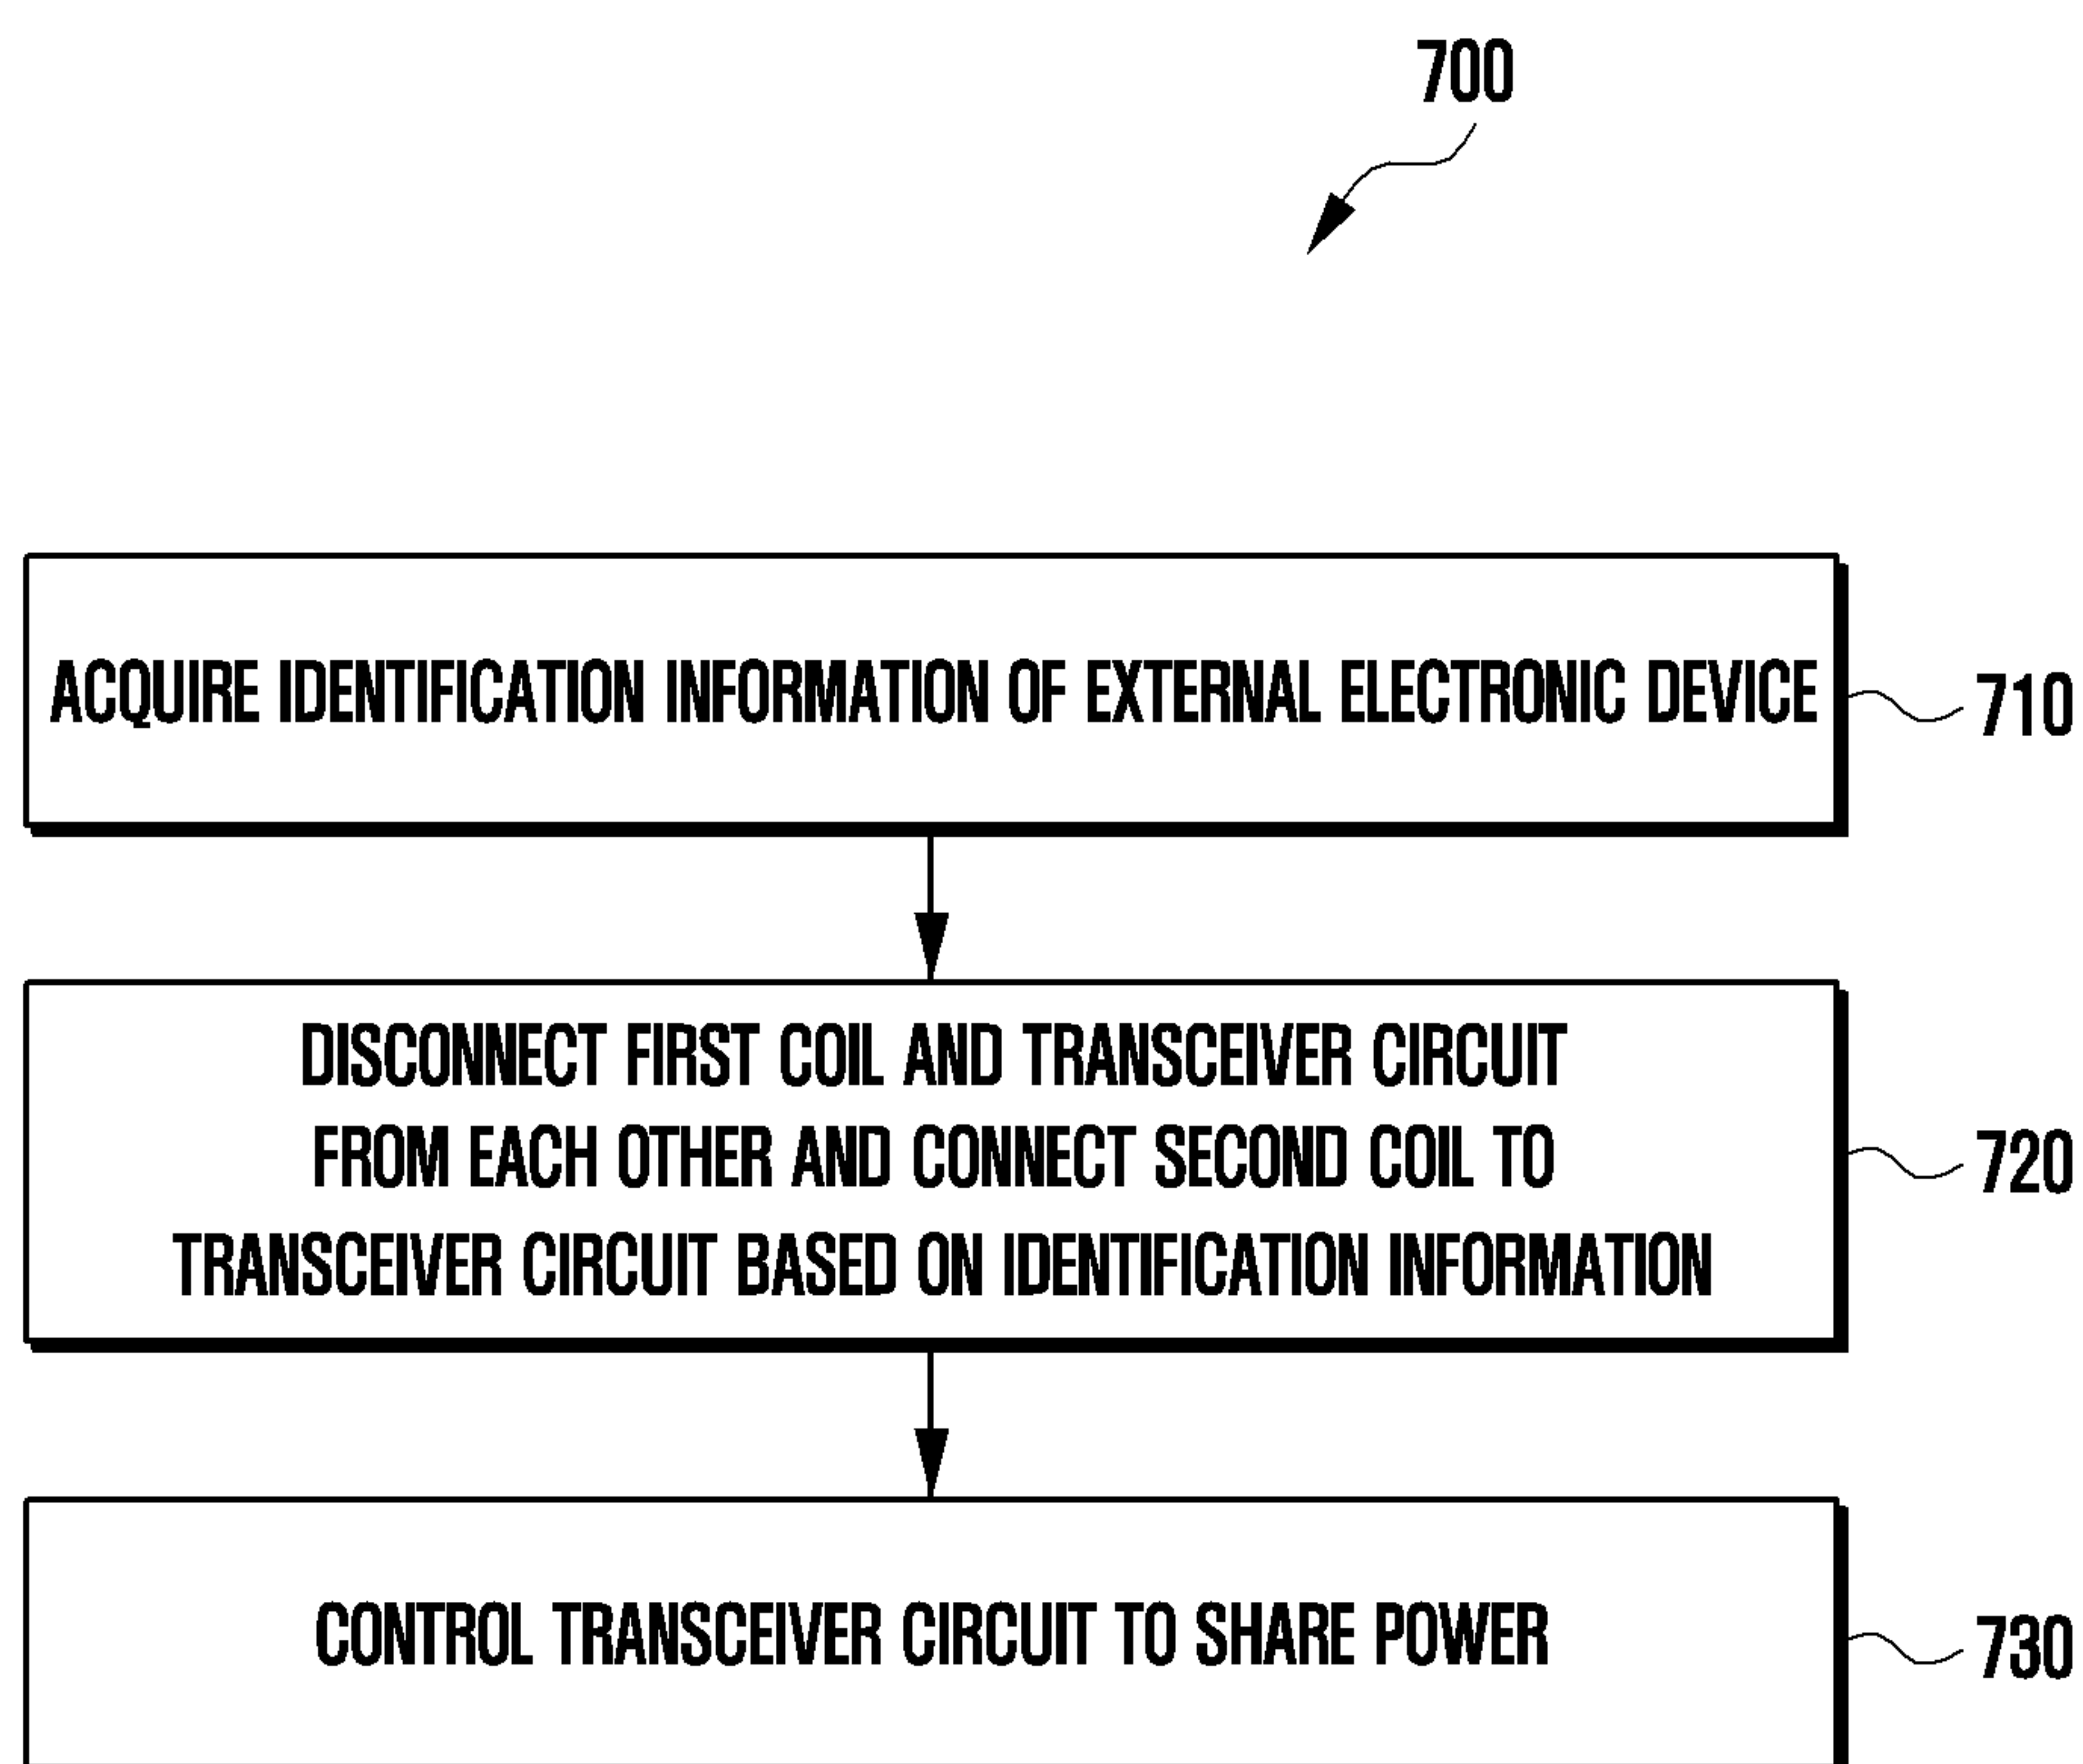 700
ACQUIRE IDENTIFICATION INFORMATION OF EXTERNAL ELECTRONIC DEVICE
710
DISCONNECT FIRST COIL AND TRANSCEIVER CIRCUIT
FROM EACH OTHER AND CONNECT SECOND COIL TO
TRANSCEIVER CIRCUIT BASED ON IDENTIFICATION INFORMATION
720
CONTROL TRANSCEIVER CIRCUIT TO SHARE POWER
730